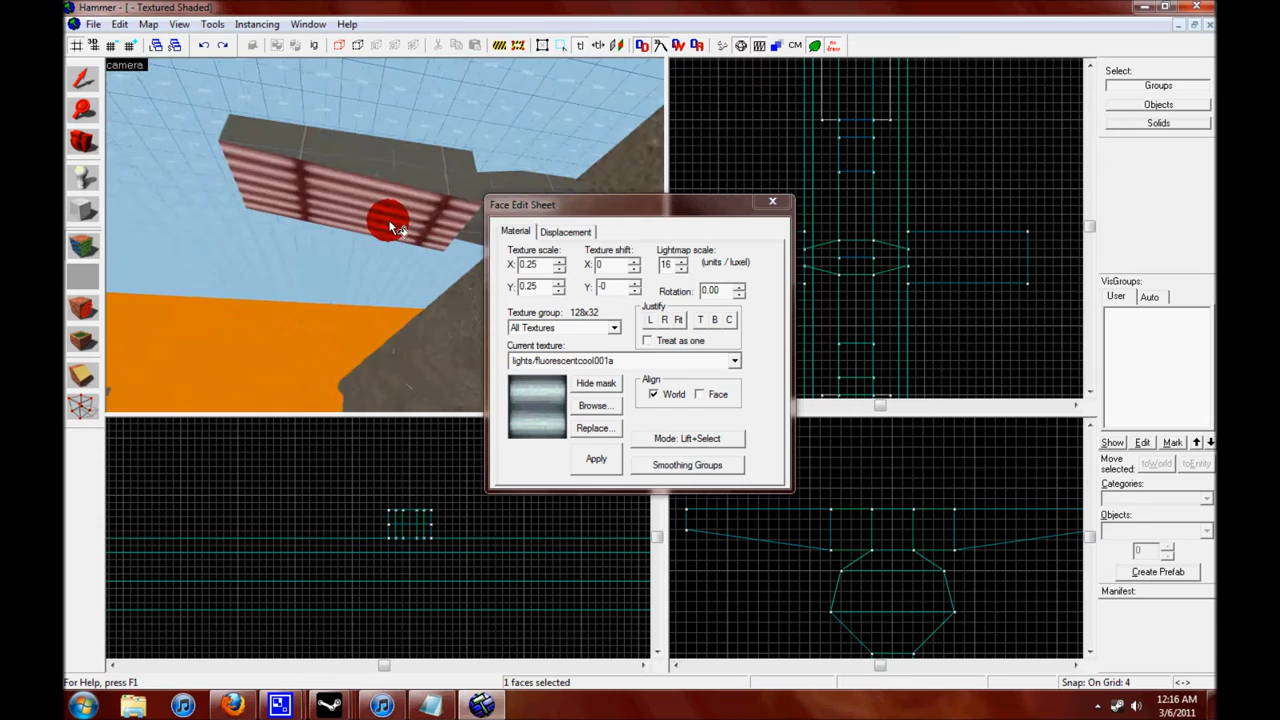 Hammer - [ - Textured Shaded]
File Edit Map View Tools Instancing Window Help
camera
Select:
Groups
Objects
Solids
Face Edit Sheet
Material Displacement
Texture scale: Texture shift: Lightmap scale:
X: 0.25 X: 0 16 (units / luxel)
Y: 0.25 Y: -0 Rotation: 0.00
Texture group: 128x32
All Textures
Justify
L R Fit T B C
Treat as one
Current texture:
lights/fluorescentcool001a
Hide mask
Browse...
Replace...
Apply
Align
World Face
Mode: Lift+Select
Smoothing Groups
VisGroups:
User Auto
Show Edit Mark
Move selected: toWorld toEntity
Categories:
Objects:
0
Create Prefab
Manifest:
For Help, press F1
1 faces selected
Snap: On Grid: 4
<->
12:16 AM
3/6/2011